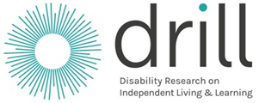 drill
Disability Research on
Independent Living & Learning